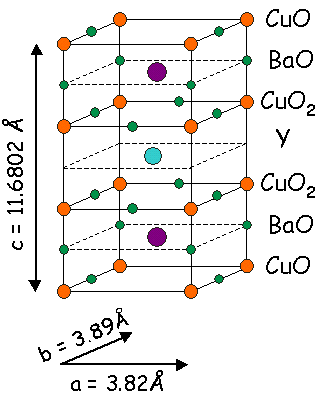 CuO
BaO
CuO2
Y
CuO2
BaO
CuO
c = 11.6802 Å
b = 3.89Å
a = 3.82Å